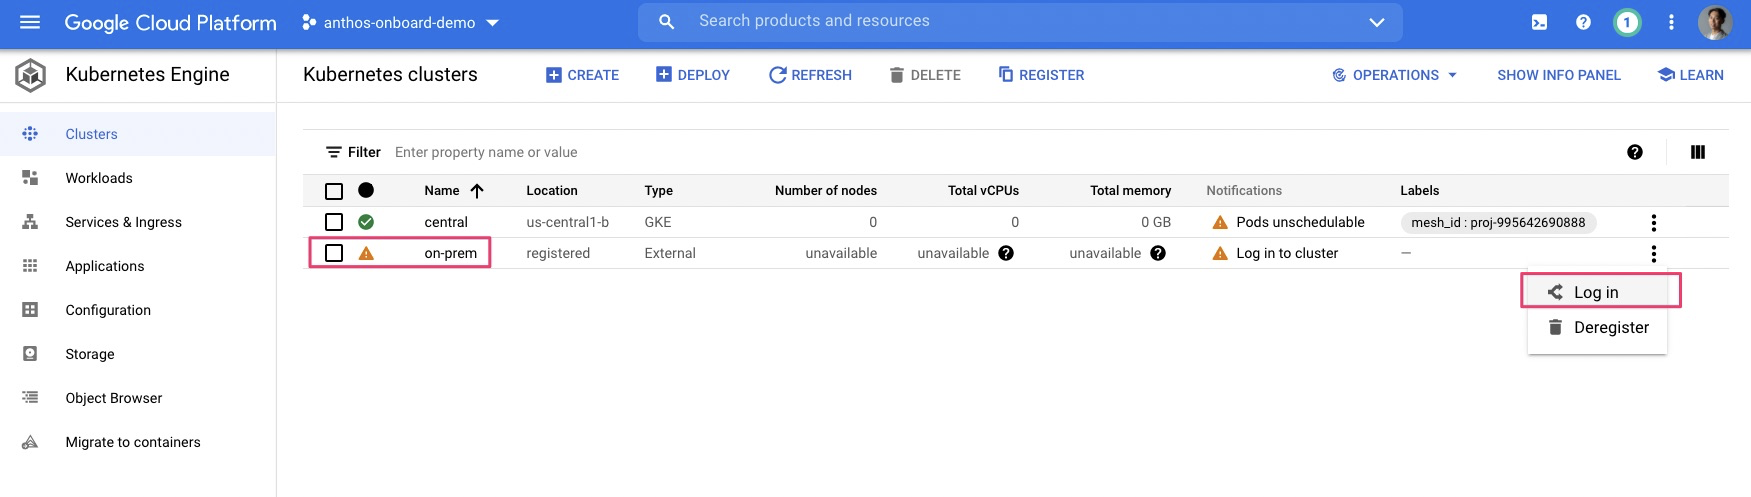 Google Cloud Platform anthos-onboard-demo Search products and resources 1
Kubernetes Engine Kubernetes clusters CREATE DEPLOY REFRESH DELETE REGISTER OPERATIONS SHOW INFO PANEL LEARN
Clusters
Workloads
Services & Ingress
Applications
Configuration
Storage
Object Browser
Migrate to containers
Filter Enter property name or value
Name Location Type Number of nodes Total vCPUs Total memory Notifications Labels
central us-central1-b GKE 0 0 0 GB Pods unschedulable mesh_id : proj-995642690888
on-prem registered External unavailable unavailable unavailable Log in to cluster —
Log in
Deregister